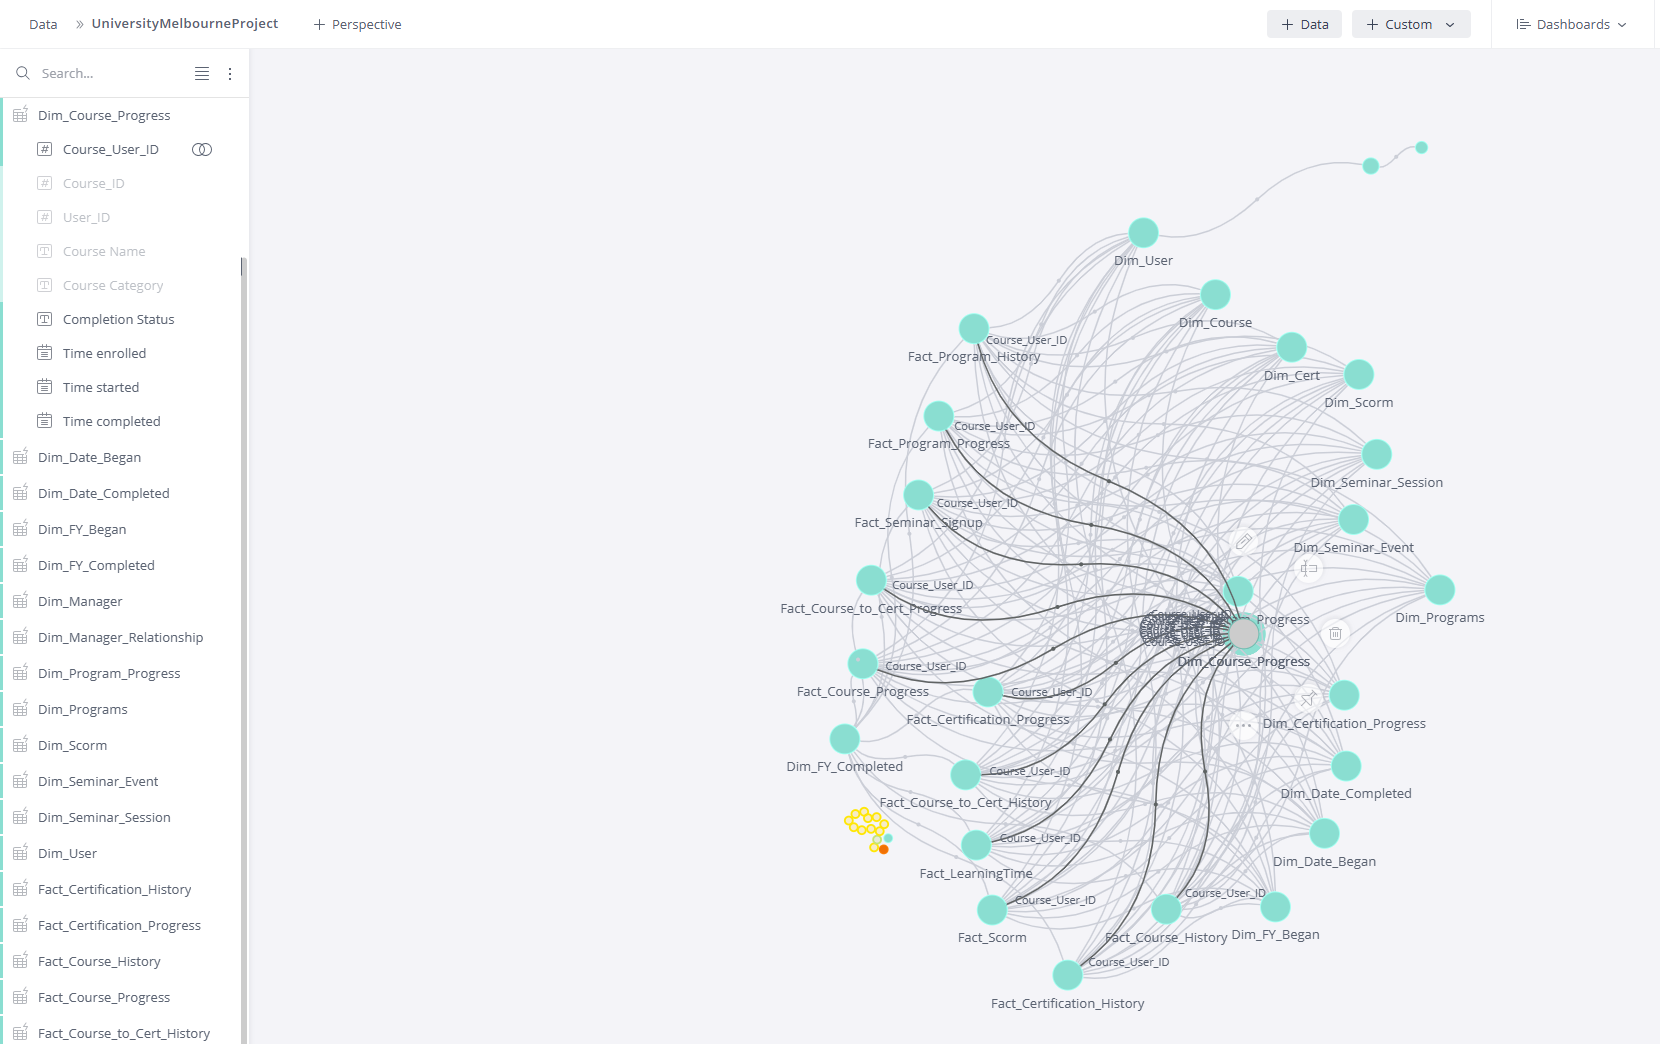 Data » UniversityMelbourneProject + Perspective + Data + Custom Dashboards
Search...
Dim_Course_Progress
Course_User_ID
Course_ID
User_ID
Course Name
Course Category
Completion Status
Time enrolled
Time started
Time completed
Dim_Date_Began
Dim_Date_Completed
Dim_FY_Began
Dim_FY_Completed
Dim_Manager
Dim_Manager_Relationship
Dim_Program_Progress
Dim_Programs
Dim_Scorm
Dim_Seminar_Event
Dim_Seminar_Session
Dim_User
Fact_Certification_History
Fact_Certification_Progress
Fact_Course_History
Fact_Course_Progress
Fact_Course_to_Cert_History
Dim_User
Dim_Course
Course_User_ID
Fact_Program_History
Dim_Cert
Dim_Scorm
Course_User_ID
Fact_Program_Progress
Dim_Seminar_Session
Course_User_ID
Fact_Seminar_Signup
Dim_Seminar_Event
Course_User_ID
Fact_Course_to_Cert_Progress
Dim_Programs
Course_User_ID
Dim_Course_Progress
Course_User_ID
Fact_Course_Progress
Course_User_ID
Fact_Certification_Progress
Dim_Certification_Progress
Dim_FY_Completed
Course_User_ID
Dim_Date_Completed
Fact_Course_to_Cert_History
Course_User_ID
Dim_Date_Began
Fact_LearningTime
Course_User_ID
Course_User_ID
Fact_Scorm
Fact_Course_History
Dim_FY_Began
Course_User_ID
Fact_Certification_History